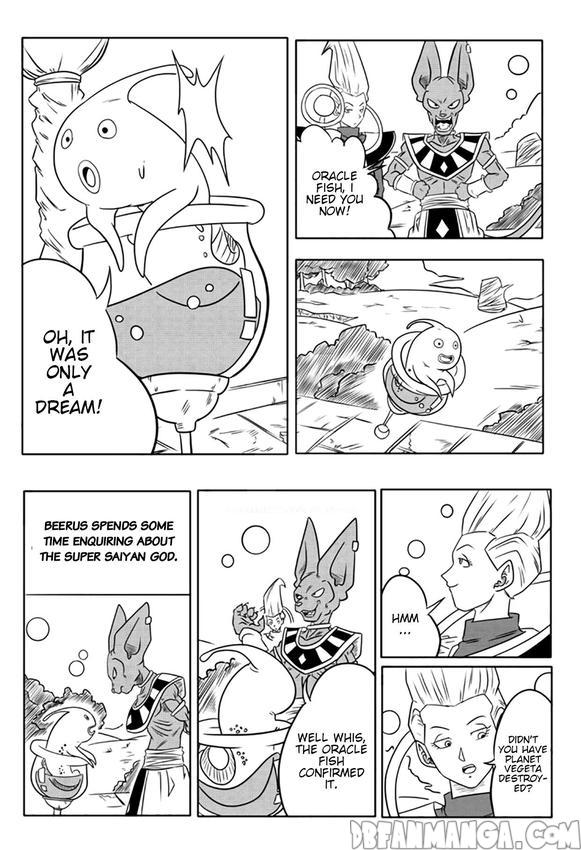 OH, IT
WAS
ONLY
A
DREAM!
ORACLE
FISH, I
NEED YOU
NOW!
BEERUS SPENDS SOME
TIME ENQUIRING ABOUT
THE SUPER SAIYAN GOD.
WELL WHIS,
THE ORACLE
FISH
CONFIRMED
IT.
HMM
...
DIDN'T
YOU HAVE
PLANET
VEGETA
DESTROY-
ED?
DBFANMANGA.COM